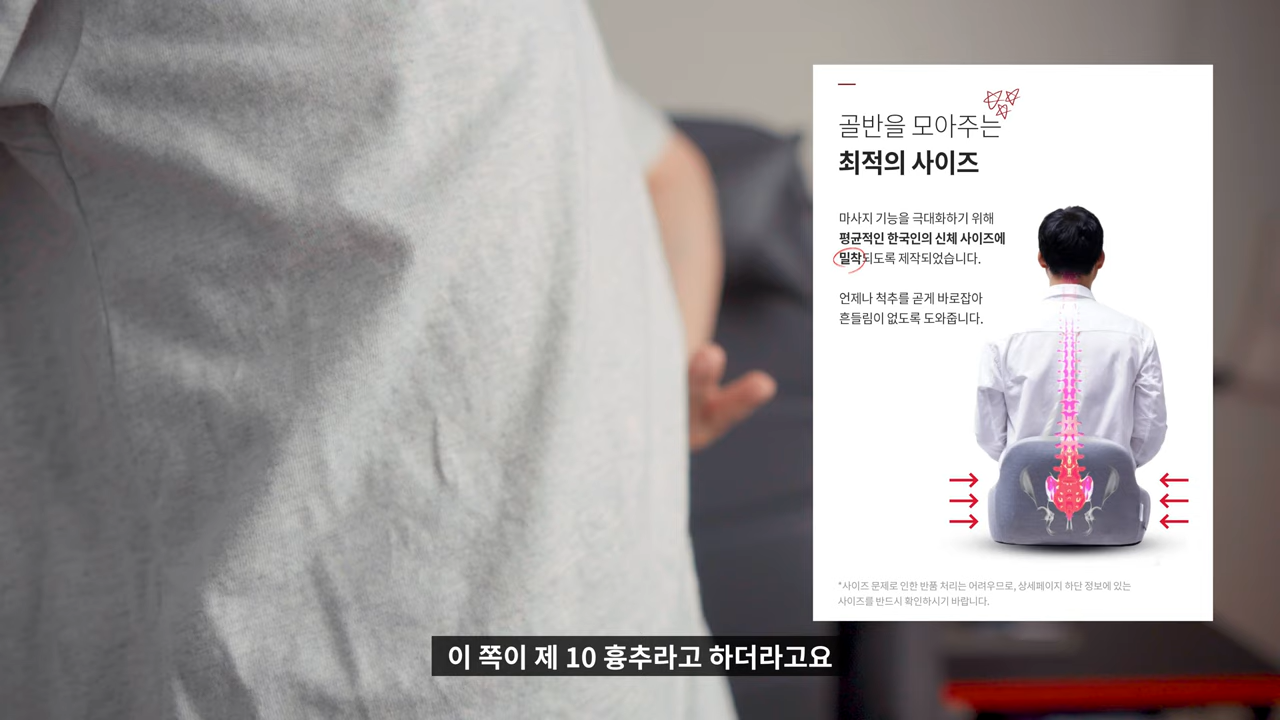 골반을 모아주는
최적의 사이즈
마사지 기능을 극대화하기 위해
평균적인 한국인의 신체 사이즈에
밀착되도록 제작되었습니다.
언제나 척추를 곧게 바로잡아
흔들림이 없도록 도와줍니다.
*사이즈 문제로 인한 반품 처리는 어려우므로, 상세페이지 하단 정보에 있는
사이즈를 반드시 확인하시기 바랍니다.
이 쪽이 제 10 흉추라고 하더라고요